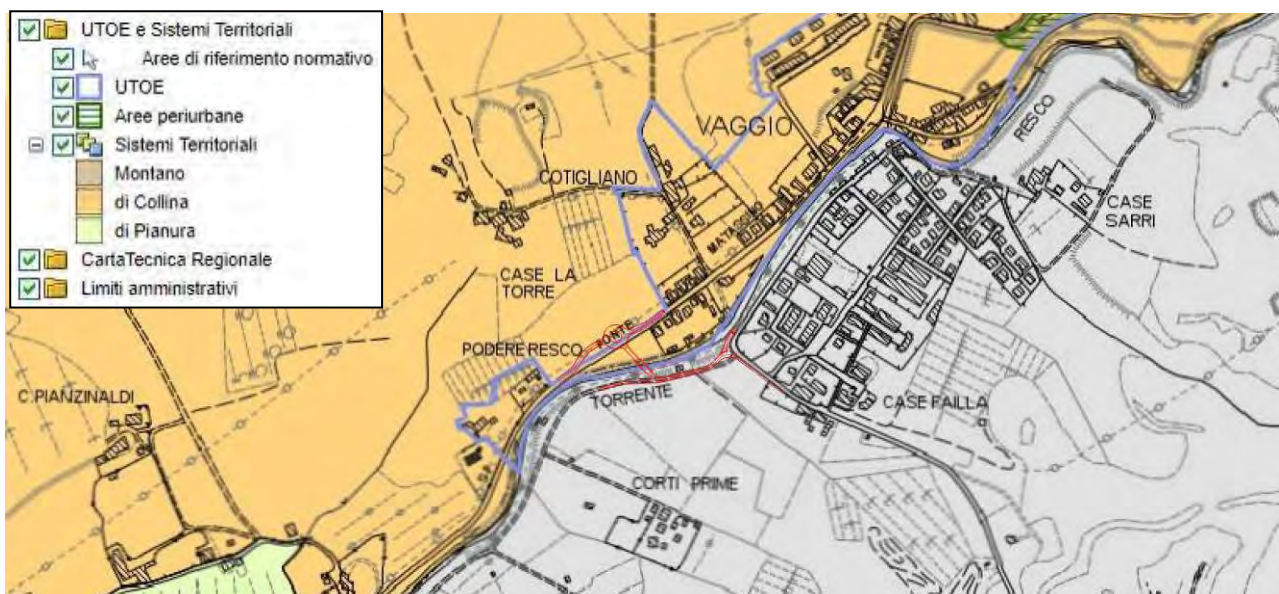 UTOE e Sistemi Territoriali
Aree di riferimento normativo
UTOE
Aree periurbane
Sistemi Territoriali
Montano
di Collina
di Pianura
CartaTecnica Regionale
Limiti amministrativi
VAGGIO
RESCO
COTIGLIANO
CASE
SARRI
MATASSINO
CASE LA
TORRE
PONTE
PODERE RESCO
TORRENTE
C. PIANZINALDI
CASE FAILLA
CORTI PRIME